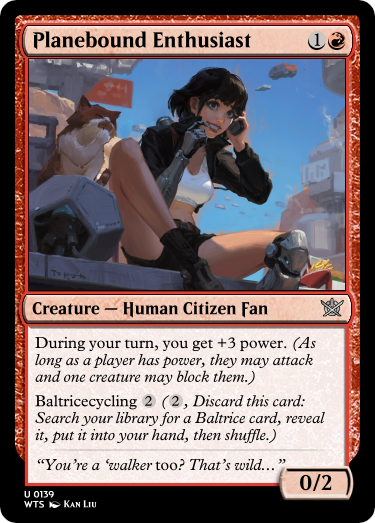 Planebound Enthusiast 1
Creature — Human Citizen Fan
During your turn, you get +3 power. (As
long as a player has power, they may attack
and one creature may block them.)
Baltricecycling 2 (2, Discard this card:
Search your library for a Baltrice card, reveal
it, put it into your hand, then shuffle.)
“You’re a ‘walker too? That’s wild…”
0/2
U 0139
WTS Kan Liu